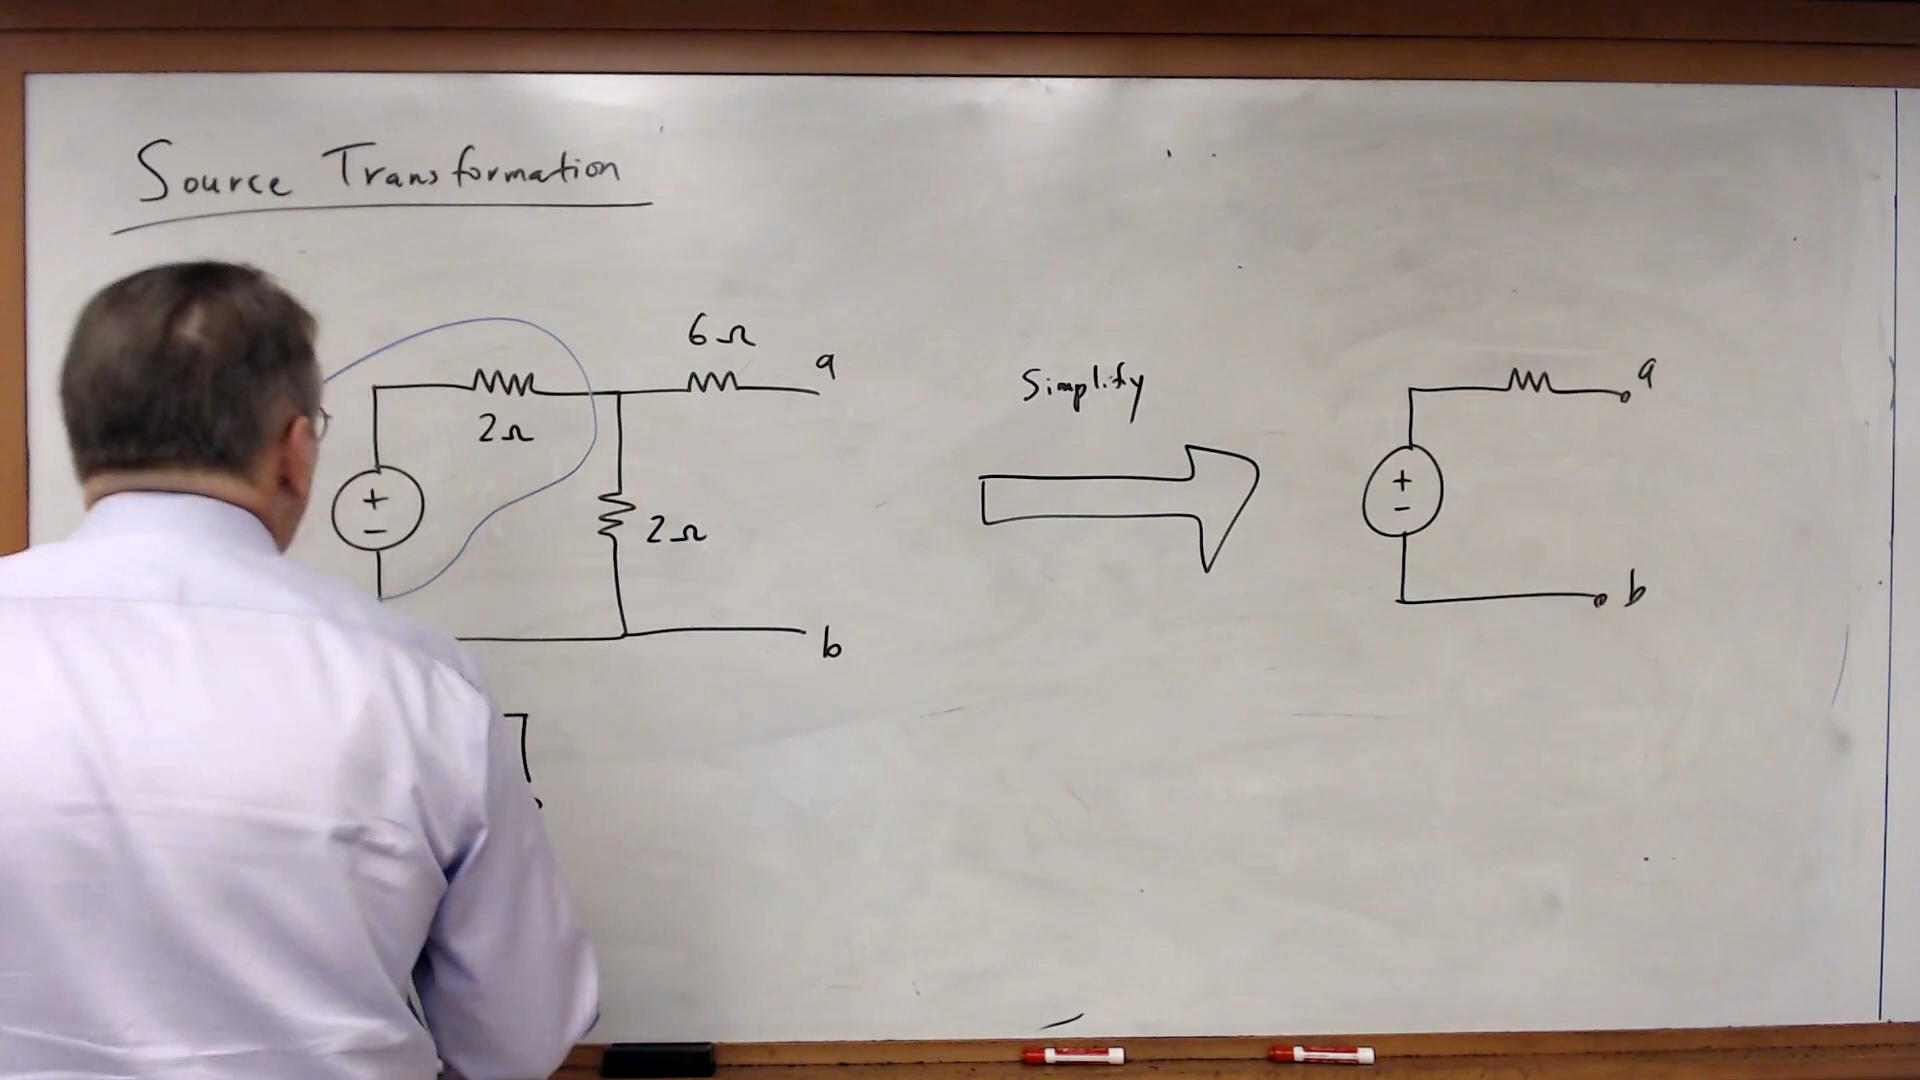 Source Transformation
6Ω
a
2Ω
+
-
2Ω
b
Simplify
a
+
-
b